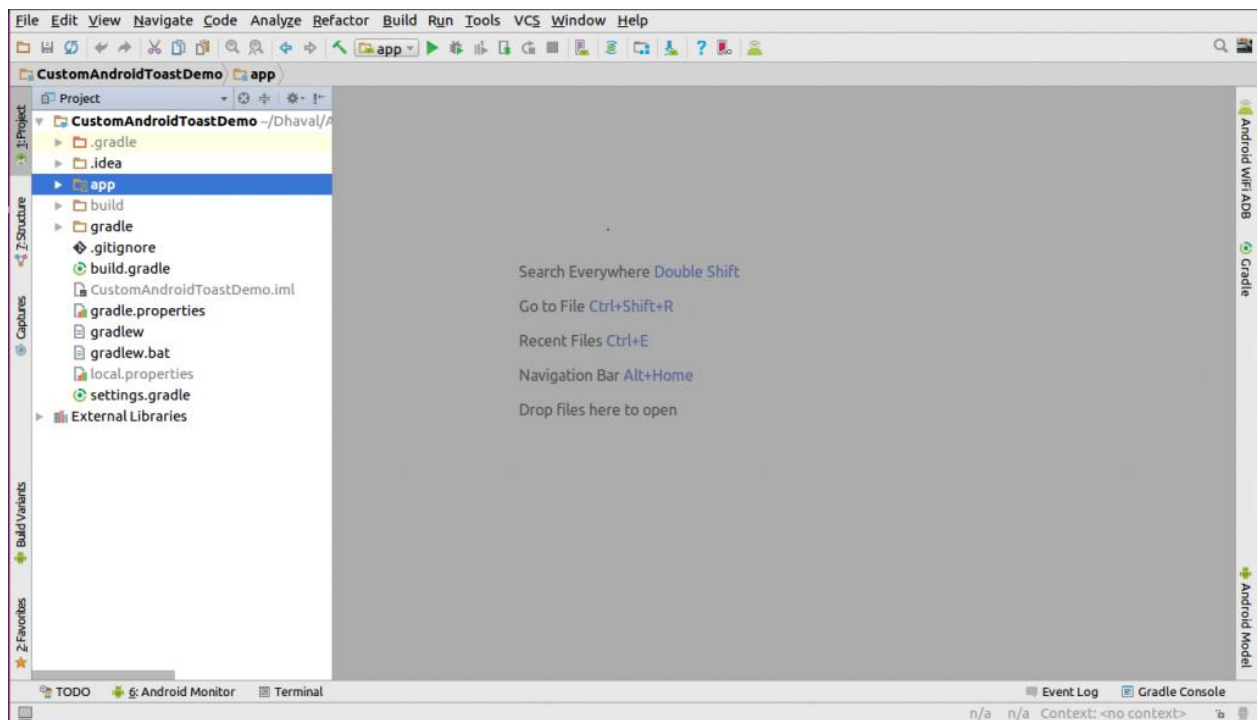 File Edit View Navigate Code Analyze Refactor Build Run Tools VCS Window Help
app
CustomAndroidToastDemo app
Project
CustomAndroidToastDemo ~/Dhaval/A
.gradle
.idea
app
build
gradle
.gitignore
build.gradle
CustomAndroidToastDemo.iml
gradle.properties
gradlew
gradlew.bat
local.properties
settings.gradle
External Libraries
1: Project
7: Structure
Captures
Build Variants
2: Favorites
Search Everywhere Double Shift
Go to File Ctrl+Shift+R
Recent Files Ctrl+E
Navigation Bar Alt+Home
Drop files here to open
Android WiFi ADB
Gradle
Android Model
TODO 6: Android Monitor Terminal Event Log Gradle Console
n/a n/a Context: <no context>